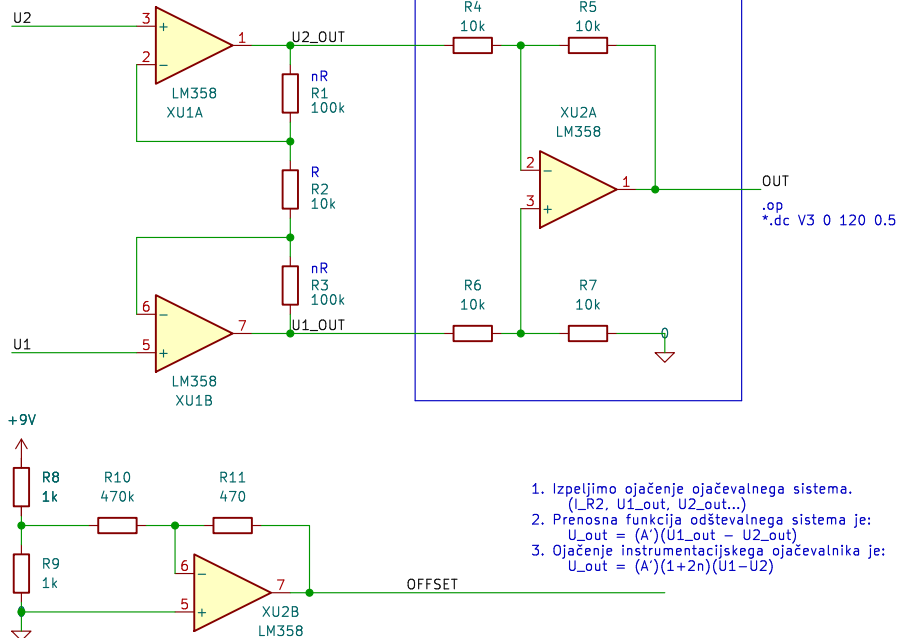 U2
3
+
2
−
1
LM358
XU1A
U2_OUT
nR
R1
100k
R
R2
10k
nR
R3
100k
U1_OUT
6
−
5
+
7
U1
LM358
XU1B
R4
10k
R5
10k
XU2A
LM358
2
−
3
+
1
OUT
.op
*.dc V3 0 120 0.5
R6
10k
R7
10k
0
+9V
R8
1k
R9
1k
R10
470k
R11
470
6
−
5
+
7
XU2B
LM358
OFFSET
1. Izpeljimo ojačenje ojačevalnega sistema.
(I_R2, U1_out, U2_out...)
2. Prenosna funkcija odštevalnega sistema je:
U_out = (A')(U1_out − U2_out)
3. Ojačenje instrumentacijskega ojačevalnika je:
U_out = (A')(1+2n)(U1−U2)